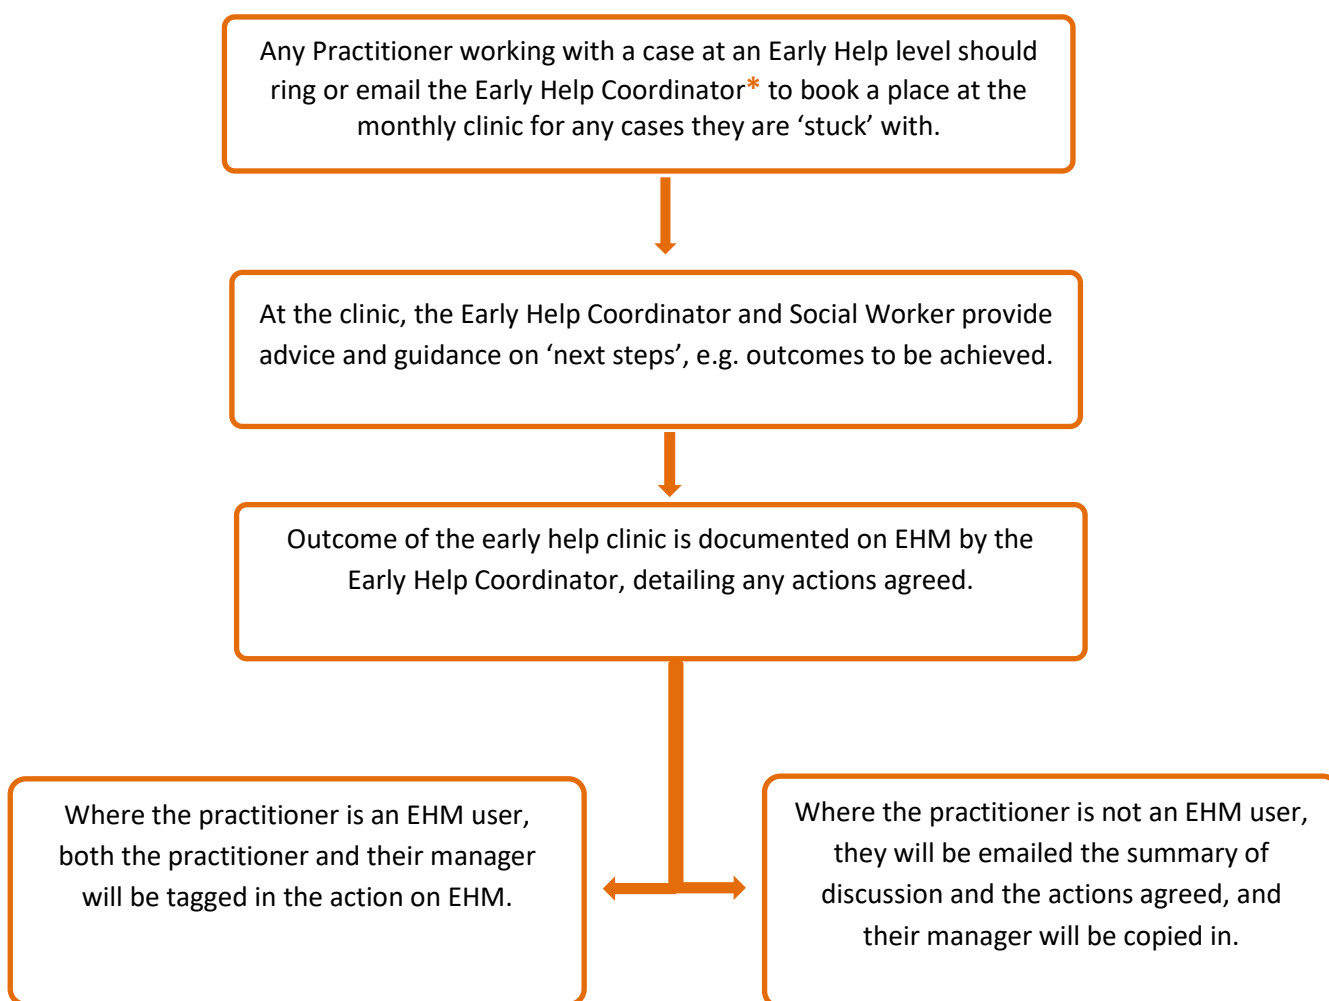 Any Practitioner working with a case at an Early Help level should
ring or email the Early Help Coordinator* to book a place at the
monthly clinic for any cases they are ‘stuck’ with.
At the clinic, the Early Help Coordinator and Social Worker provide
advice and guidance on ‘next steps’, e.g. outcomes to be achieved.
Outcome of the early help clinic is documented on EHM by the
Early Help Coordinator, detailing any actions agreed.
Where the practitioner is an EHM user,
both the practitioner and their manager
will be tagged in the action on EHM.
Where the practitioner is not an EHM user,
they will be emailed the summary of
discussion and the actions agreed, and
their manager will be copied in.